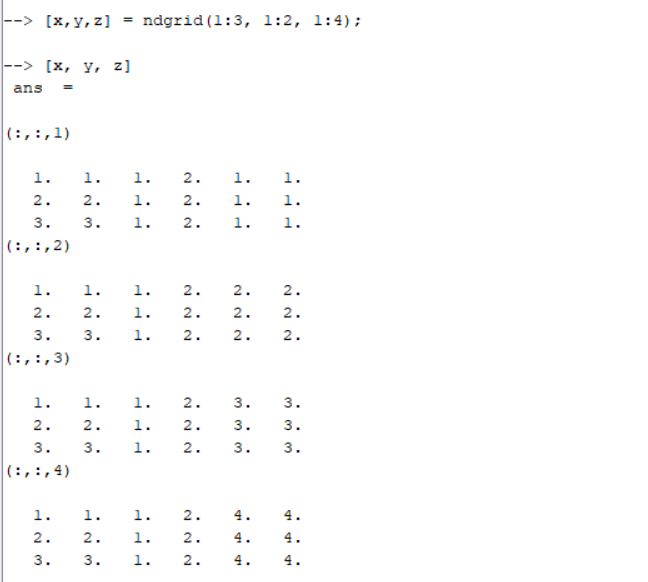 --> [x,y,z] = ndgrid(1:3, 1:2, 1:4);
--> [x, y, z]
ans  =
(:,:,1)
1.   1.   1.   2.   1.   1.
2.   2.   1.   2.   1.   1.
3.   3.   1.   2.   1.   1.
(:,:,2)
1.   1.   1.   2.   2.   2.
2.   2.   1.   2.   2.   2.
3.   3.   1.   2.   2.   2.
(:,:,3)
1.   1.   1.   2.   3.   3.
2.   2.   1.   2.   3.   3.
3.   3.   1.   2.   3.   3.
(:,:,4)
1.   1.   1.   2.   4.   4.
2.   2.   1.   2.   4.   4.
3.   3.   1.   2.   4.   4.